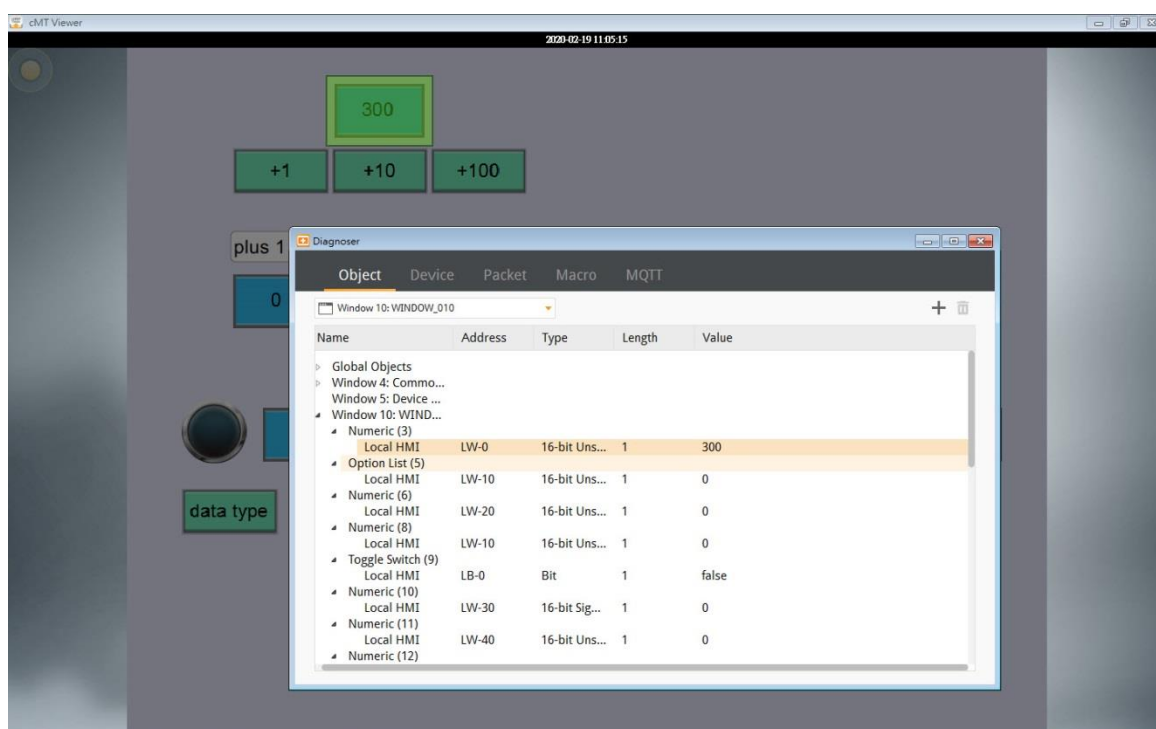 cMT Viewer
2020-02-19 11:05:15
300
+1 +10 +100
plus 1
0
data type
Diagnoser
Object Device Packet Macro MQTT
Window 10: WINDOW_010
Name Address Type Length Value
Global Objects
Window 4: Commo...
Window 5: Device ...
Window 10: WIND...
Numeric (3)
Local HMI LW-0 16-bit Uns... 1 300
Option List (5)
Local HMI LW-10 16-bit Uns... 1 0
Numeric (6)
Local HMI LW-20 16-bit Uns... 1 0
Numeric (8)
Local HMI LW-10 16-bit Uns... 1 0
Toggle Switch (9)
Local HMI LB-0 Bit 1 false
Numeric (10)
Local HMI LW-30 16-bit Sig... 1 0
Numeric (11)
Local HMI LW-40 16-bit Uns... 1 0
Numeric (12)